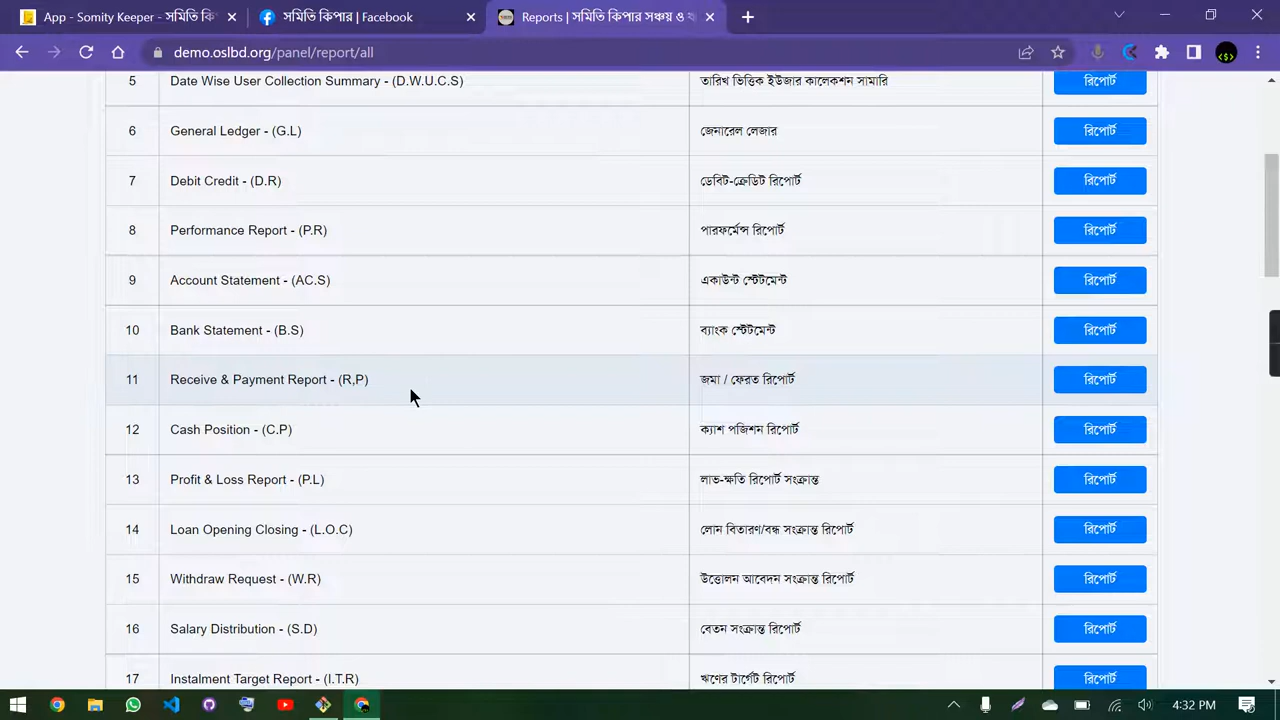 App - Somity Keeper - সমিতি কি
সমিতি কিপার | Facebook
Reports | সমিতি কিপার সঞ্চয় ও
demo.oslbd.org/panel/report/all
5 Date Wise User Collection Summary - (D.W.U.C.S) তারিখ ভিত্তিক ইউজার কালেকশন সামারি রিপোর্ট
6 General Ledger - (G.L) জেনারেল লেজার রিপোর্ট
7 Debit Credit - (D.R) ডেবিট-ক্রেডিট রিপোর্ট রিপোর্ট
8 Performance Report - (P.R) পারফর্মেন্স রিপোর্ট রিপোর্ট
9 Account Statement - (AC.S) একাউন্ট স্টেটমেন্ট রিপোর্ট
10 Bank Statement - (B.S) ব্যাংক স্টেটমেন্ট রিপোর্ট
11 Receive & Payment Report - (R,P) জমা / ফেরত রিপোর্ট রিপোর্ট
12 Cash Position - (C.P) ক্যাশ পজিশন রিপোর্ট রিপোর্ট
13 Profit & Loss Report - (P.L) লাভ-ক্ষতি রিপোর্ট সংক্রান্ত রিপোর্ট
14 Loan Opening Closing - (L.O.C) লোন বিতারণ/বন্ধ সংক্রান্ত রিপোর্ট রিপোর্ট
15 Withdraw Request - (W.R) উত্তোলন আবেদন সংক্রান্ত রিপোর্ট রিপোর্ট
16 Salary Distribution - (S.D) বেতন সংক্রান্ত রিপোর্ট রিপোর্ট
17 Instalment Target Report - (I.T.R) ঋণের টার্গেট রিপোর্ট রিপোর্ট
4:32 PM